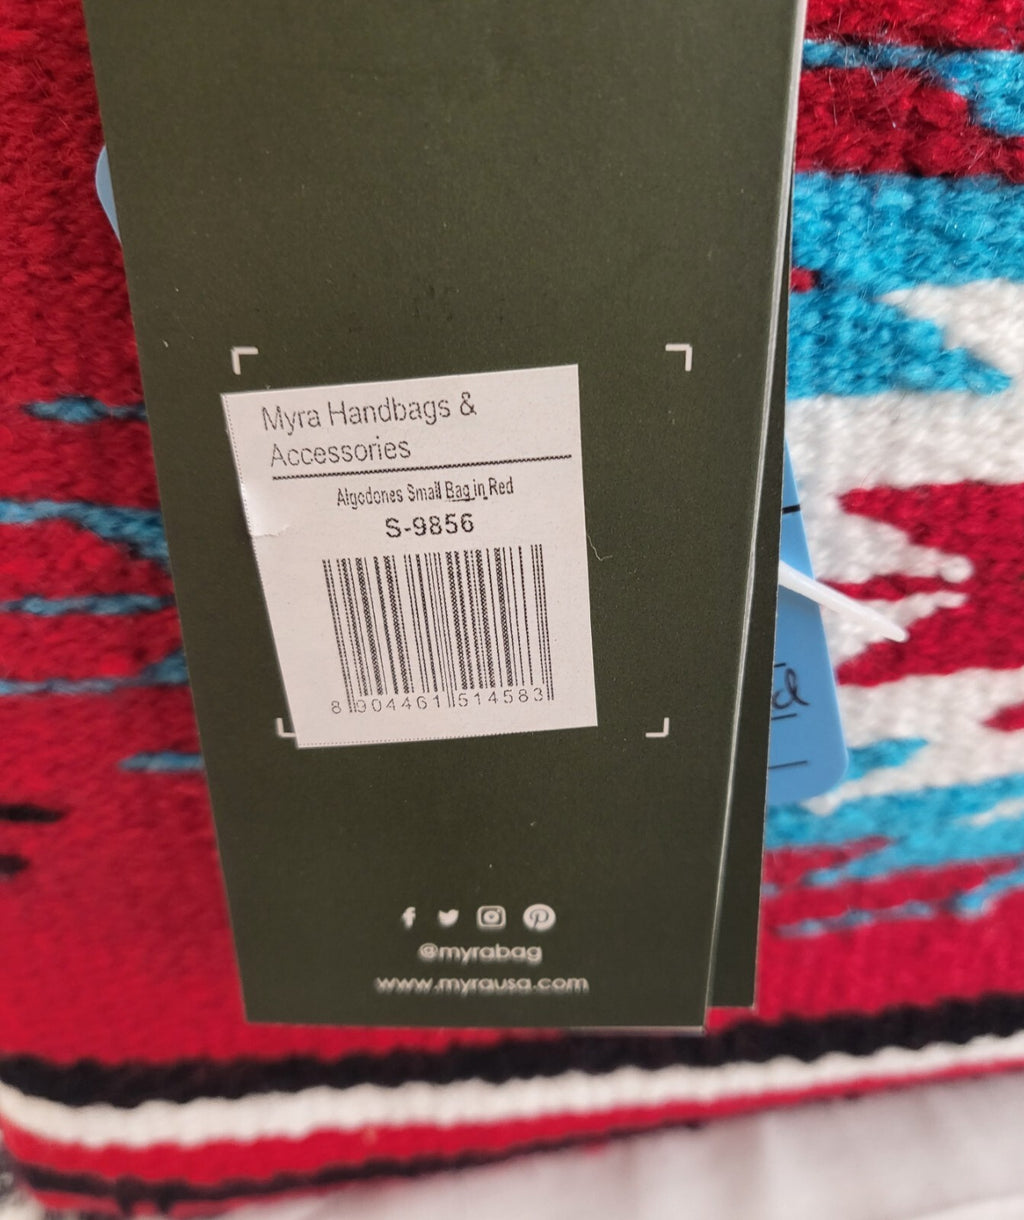 Myra Handbags &
Accessories
Algodones Small Bag in Red
S-9856
8 904461 514583
@myrabag
www.myrausa.com